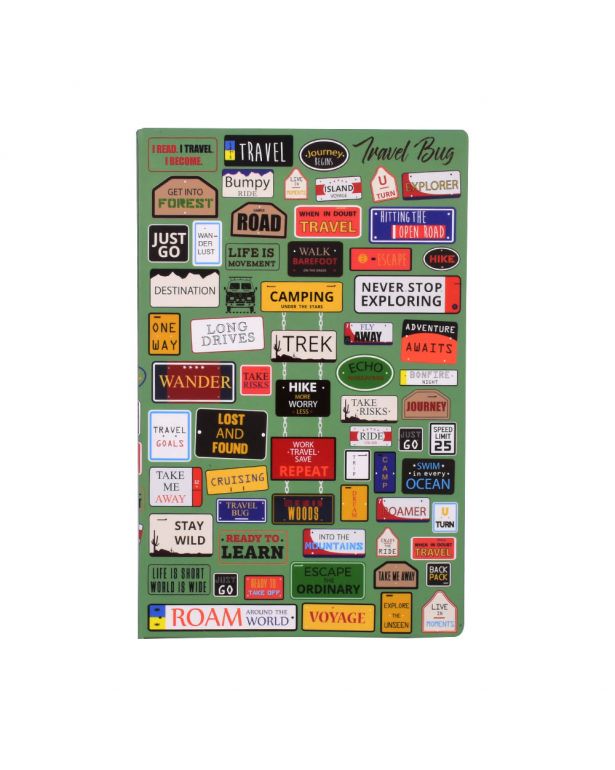 I READ. I TRAVEL.
I BECOME.
TRAVEL
Journey
BEGINS
Travel Bug
GET INTO
FOREST
Bumpy
RIDE
LIVE
IN
MOMENTS
ISLAND
VOYAGE
U
TURN
EXPLORER
ROAD
WHEN IN DOUBT
TRAVEL
HITTING THE
OPEN ROAD
JUST
GO
WAN-
DER
LUST
LIFE IS
MOVEMENT
WALK
BAREFOOT
ON THE GRASS
ESCAPE
HIKE
DESTINATION
CAMPING
UNDER THE STARS
NEVER STOP
EXPLORING
ONE
WAY
LONG
DRIVES
TREK
FLY
AWAY
ADVENTURE
AWAITS
WANDER
TAKE
RISKS
HIKE
MORE
WORRY
- LESS -
ECHO
BONFIRE
NIGHT
TAKE
RISKS
JOURNEY
TRAVEL
GOALS
LOST
AND
FOUND
WORK
TRAVEL
SAVE
REPEAT
RIDE
JUST
GO
SPEED
LIMIT
25
TAKE
ME
AWAY
CRUISING
TRIP
CAMP
SWIM
in every
OCEAN
TRAVEL
BUG
WOODS
DREAM
ROAMER
U
TURN
STAY
WILD
READY TO
LEARN
INTO THE
MOUNTAINS
ENJOY
THE
RIDE
WHEN IN DOUBT
TRAVEL
LIFE IS SHORT
WORLD IS WIDE
JUST
GO
READY TO
TAKE OFF
ESCAPE
THE
ORDINARY
TAKE ME AWAY
BACK
PACK
ROAM
AROUND THE
WORLD
VOYAGE
EXPLORE
THE
UNSEEN
LIVE
IN
MOMENTS